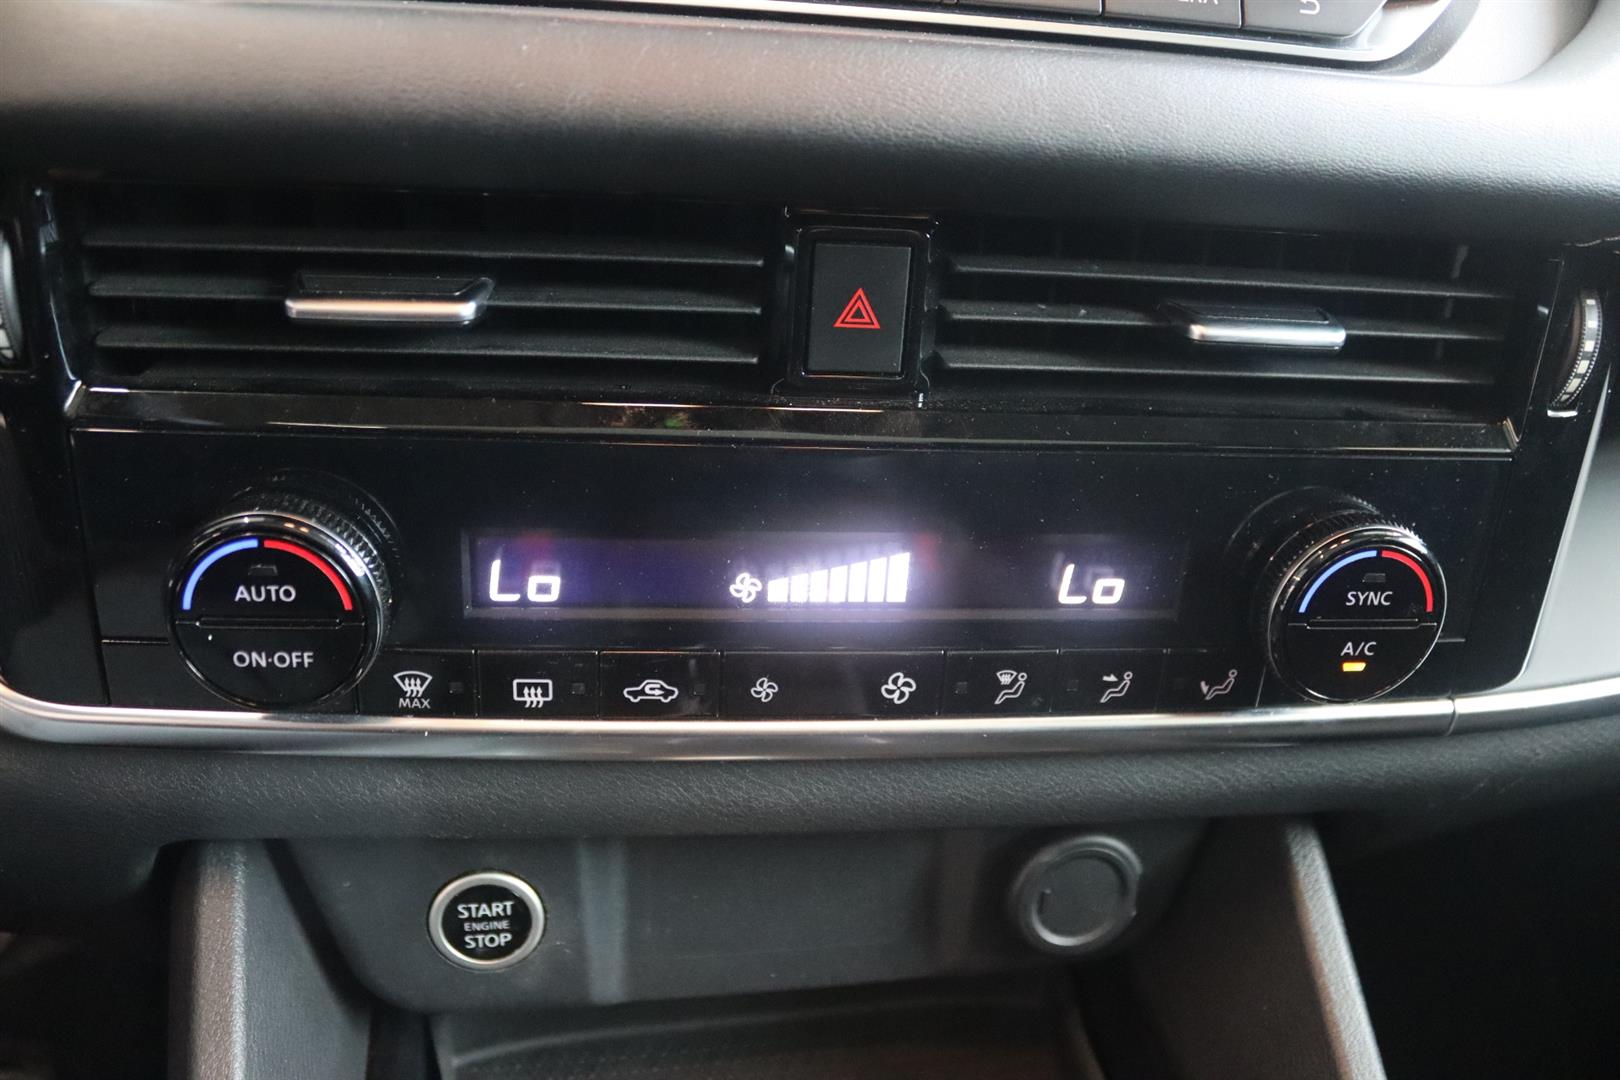 AUTO
ON·OFF
Lo
Lo
SYNC
A/C
MAX
START
ENGINE
STOP